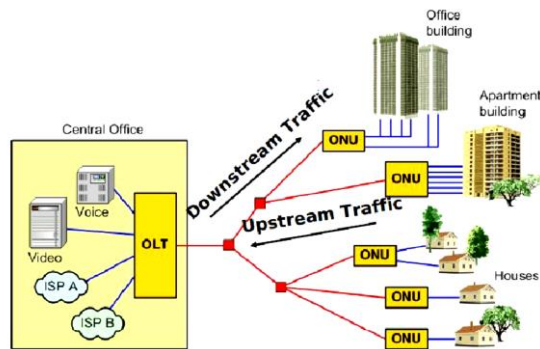 Office
building
Apartment
building
Central Office
Downstream Traffic
ONU
Voice
ONU
Upstream Traffic
OLT
Video
ONU
Houses
ISP A
ONU
ISP B
ONU